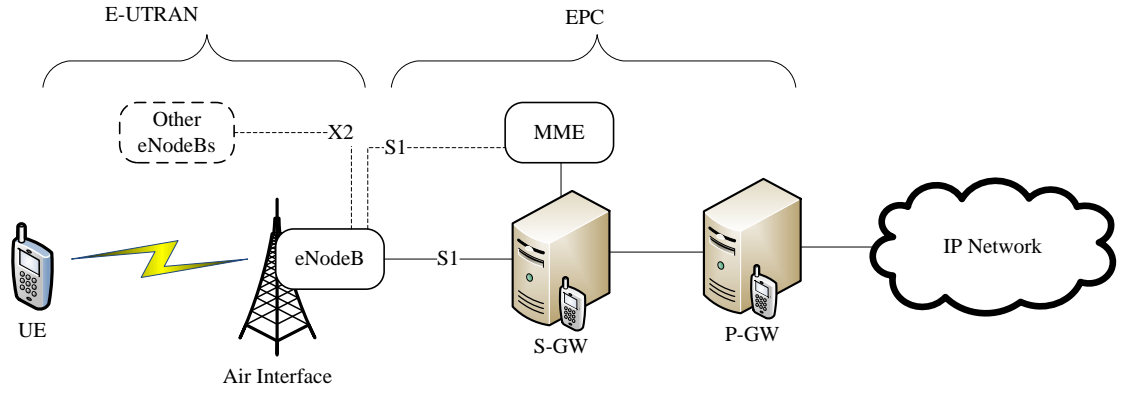 E-UTRAN
EPC
Other
eNodeBs
X2
S1
MME
eNodeB
S1
IP Network
UE
S-GW
P-GW
Air Interface